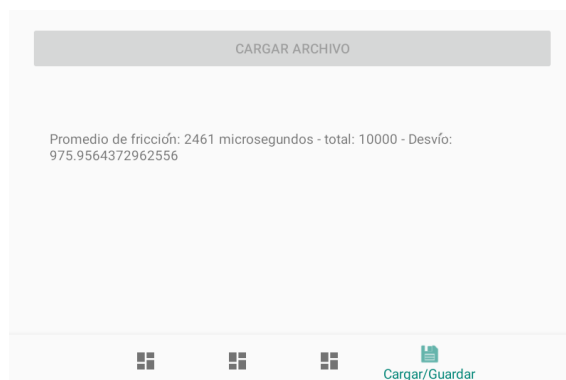 CARGAR ARCHIVO
Promedio de fricción: 2461 microsegundos - total: 10000 - Desvío:
975.9564372962556
Cargar/Guardar